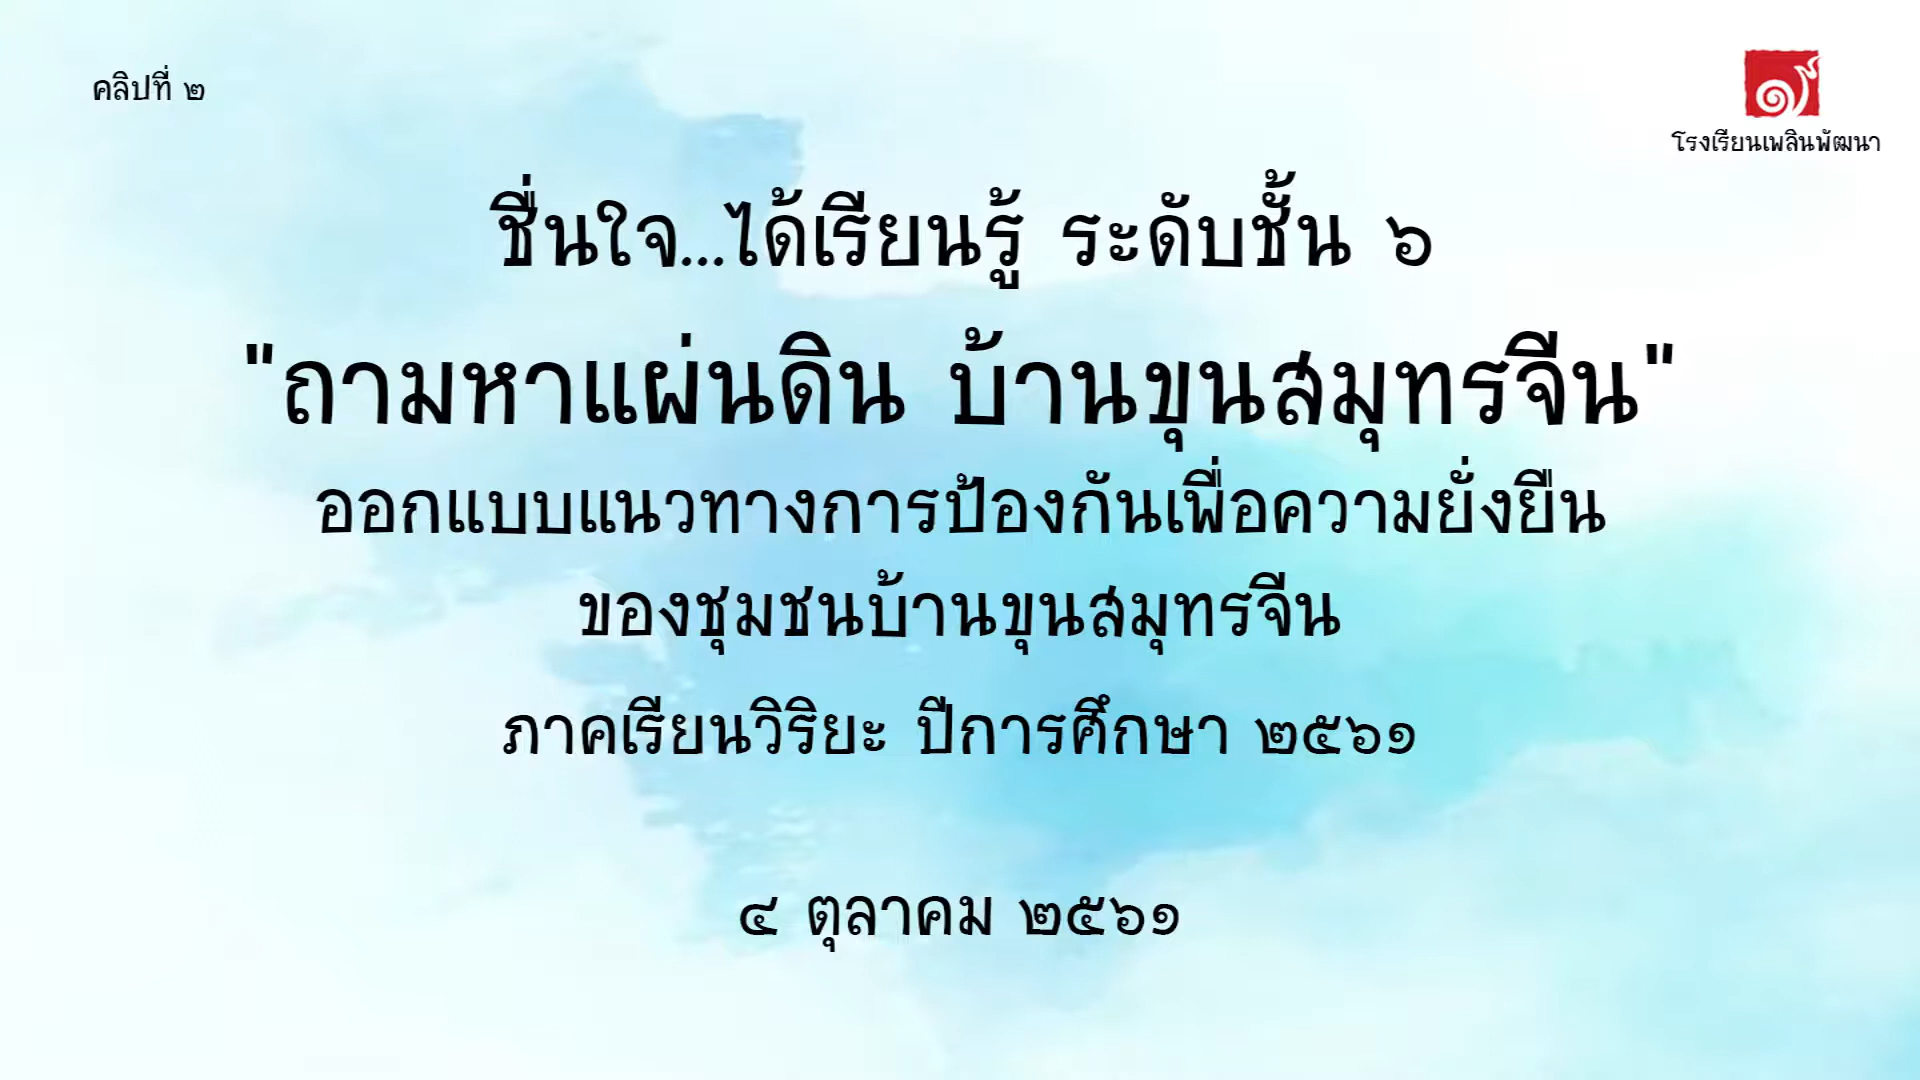 คลิปที่ ๒
โรงเรียนเพลินพัฒนา
ชื่นใจ...ได้เรียนรู้ ระดับชั้น ๖
"ถามหาแผ่นดิน บ้านขุนสมุทรจีน"
ออกแบบแนวทางการป้องกันเพื่อความยั่งยืน
ของชุมชนบ้านขุนสมุทรจีน
ภาคเรียนวิริยะ ปีการศึกษา ๒๕๖๑
๔ ตุลาคม ๒๕๖๑